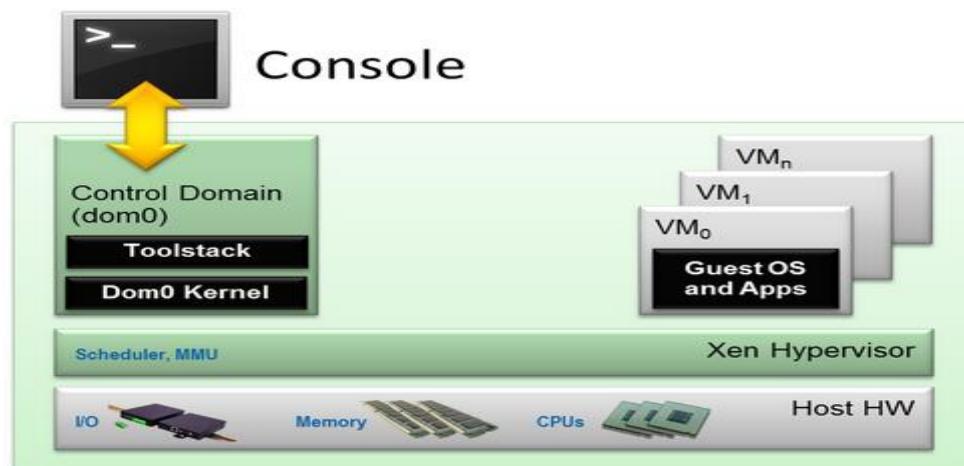 >_
Console
Control Domain
(dom0)
Toolstack
Dom0 Kernel
VMn
VM1
VM0
Guest OS
and Apps
Scheduler, MMU
Xen Hypervisor
I/O
Memory
CPUs
Host HW